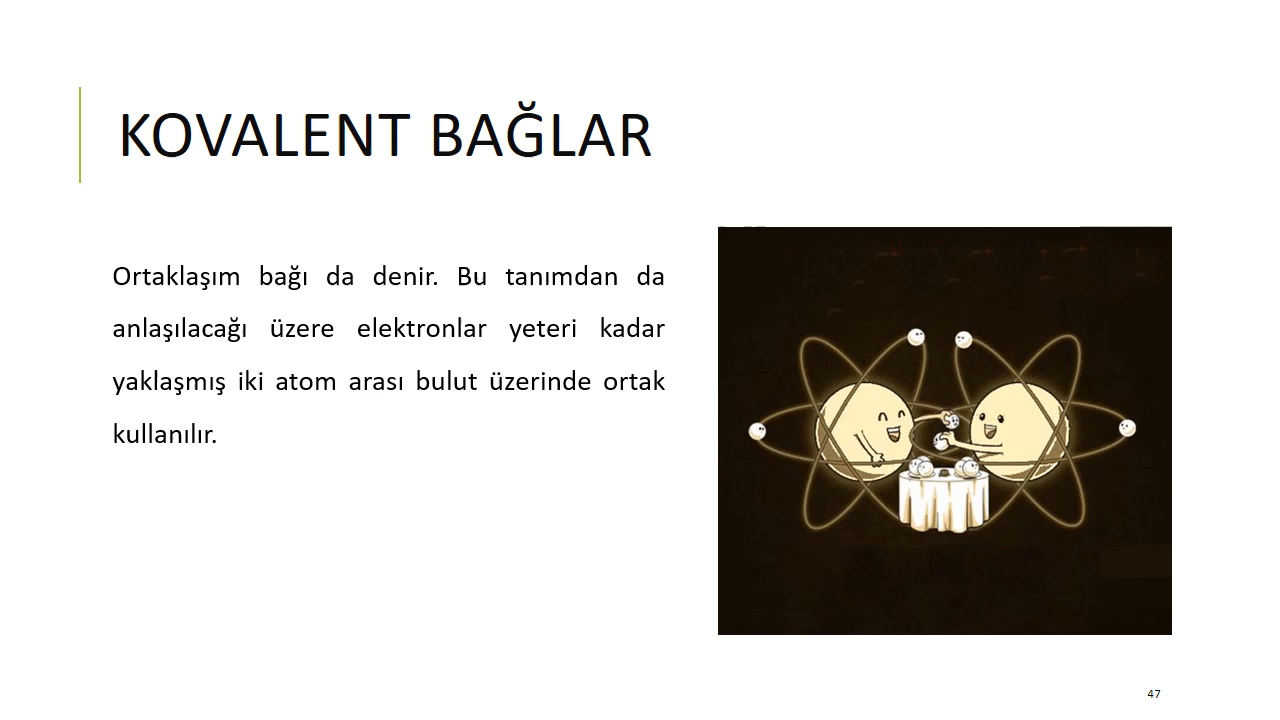 KOVALENT BAĞLAR
Ortaklaşım bağı da denir. Bu tanımdan da
anlaşılacağı üzere elektronlar yeteri kadar
yaklaşmış iki atom arası bulut üzerinde ortak
kullanılır.
47